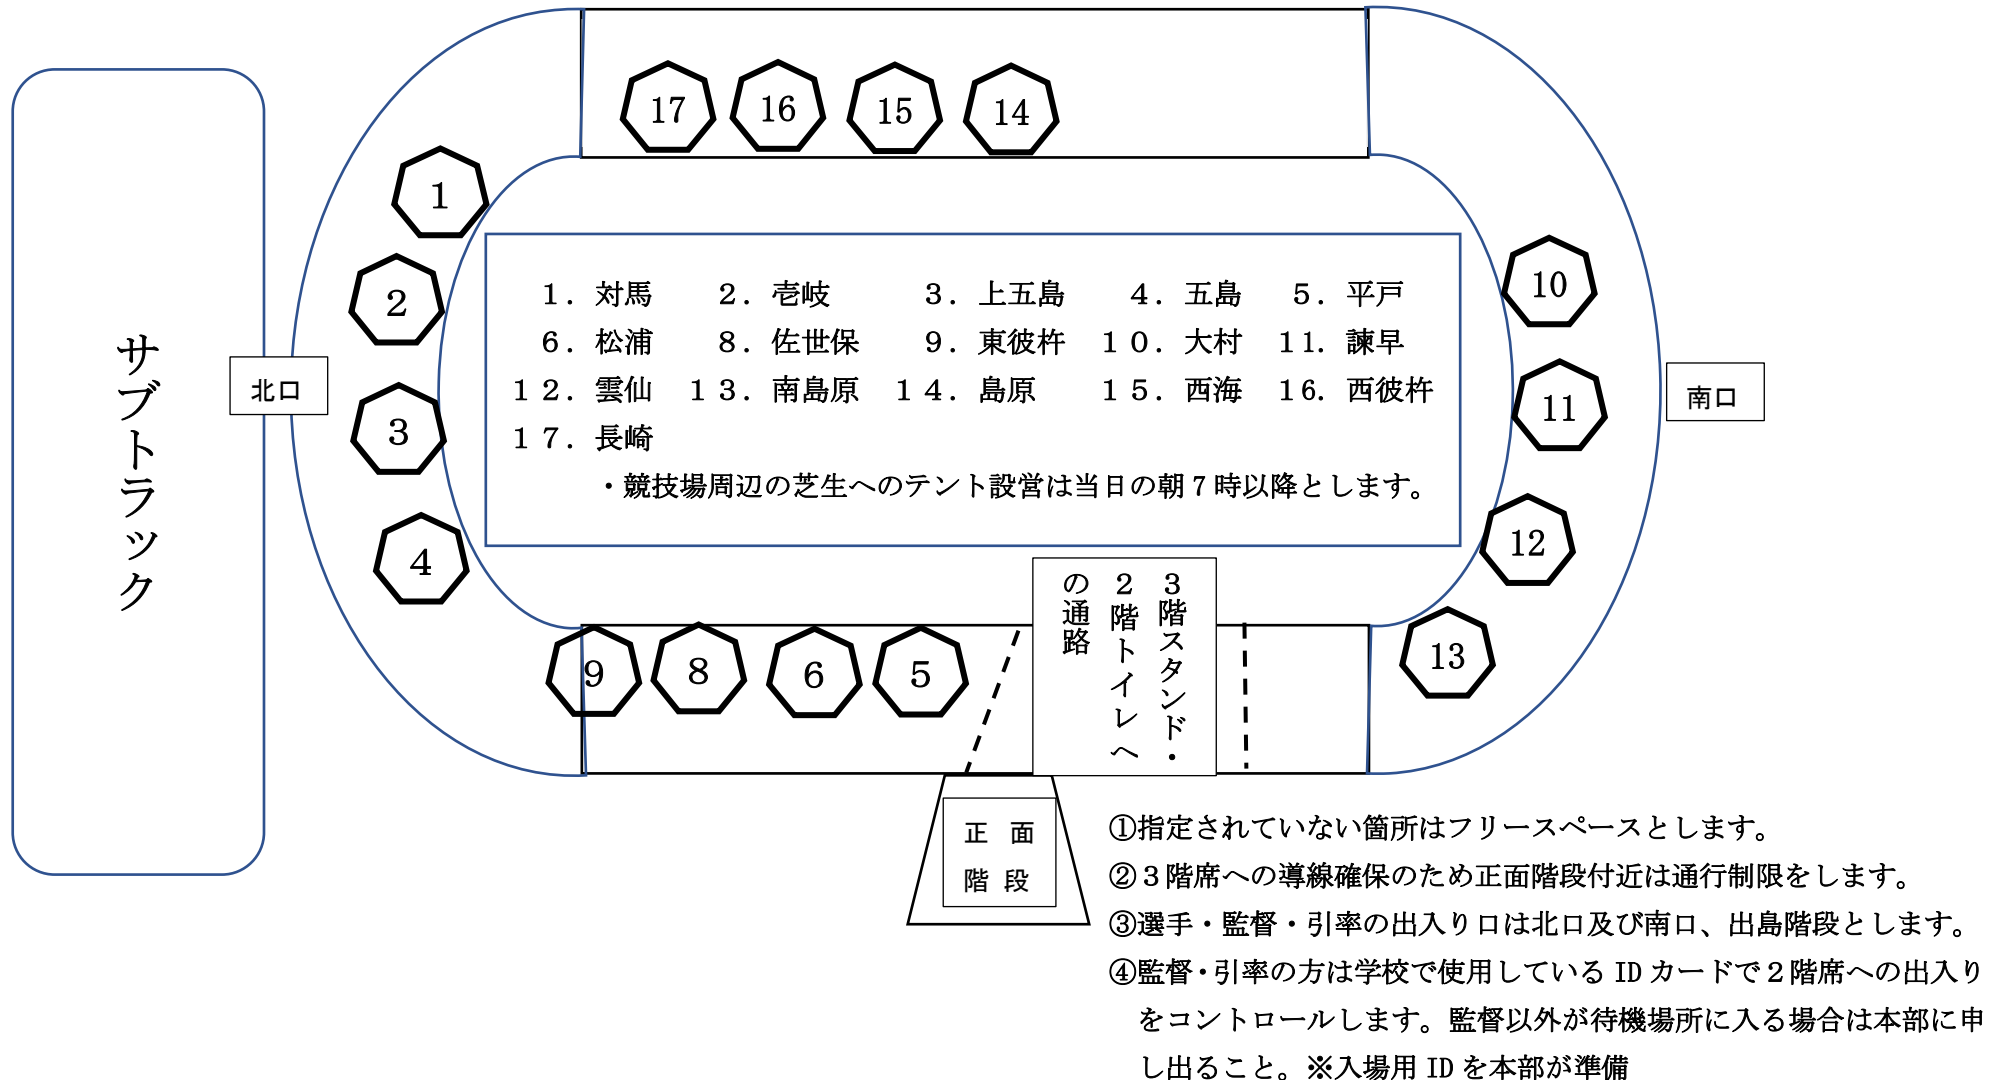 17 16 15 14
1
2
3
4
10
11
12
13
サブトラック
北口
南口
1．対馬　2．壱岐　3．上五島　4．五島　5．平戸
6．松浦　8．佐世保　9．東彼杵　10．大村　11．諫早
12．雲仙　13．南島原　14．島原　15．西海　16．西彼杵
17．長崎
・競技場周辺の芝生へのテント設営は当日の朝７時以降とします。
9 8 6 5
３階スタンド・
２階トイレへ
の通路
正面
階段
①指定されていない箇所はフリースペースとします。
②３階席への導線確保のため正面階段付近は通行制限をします。
③選手・監督・引率の出入り口は北口及び南口、出島階段とします。
④監督・引率の方は学校で使用している ID カードで２階席への出入り
をコントロールします。監督以外が待機場所に入る場合は本部に申
し出ること。※入場用 ID を本部が準備